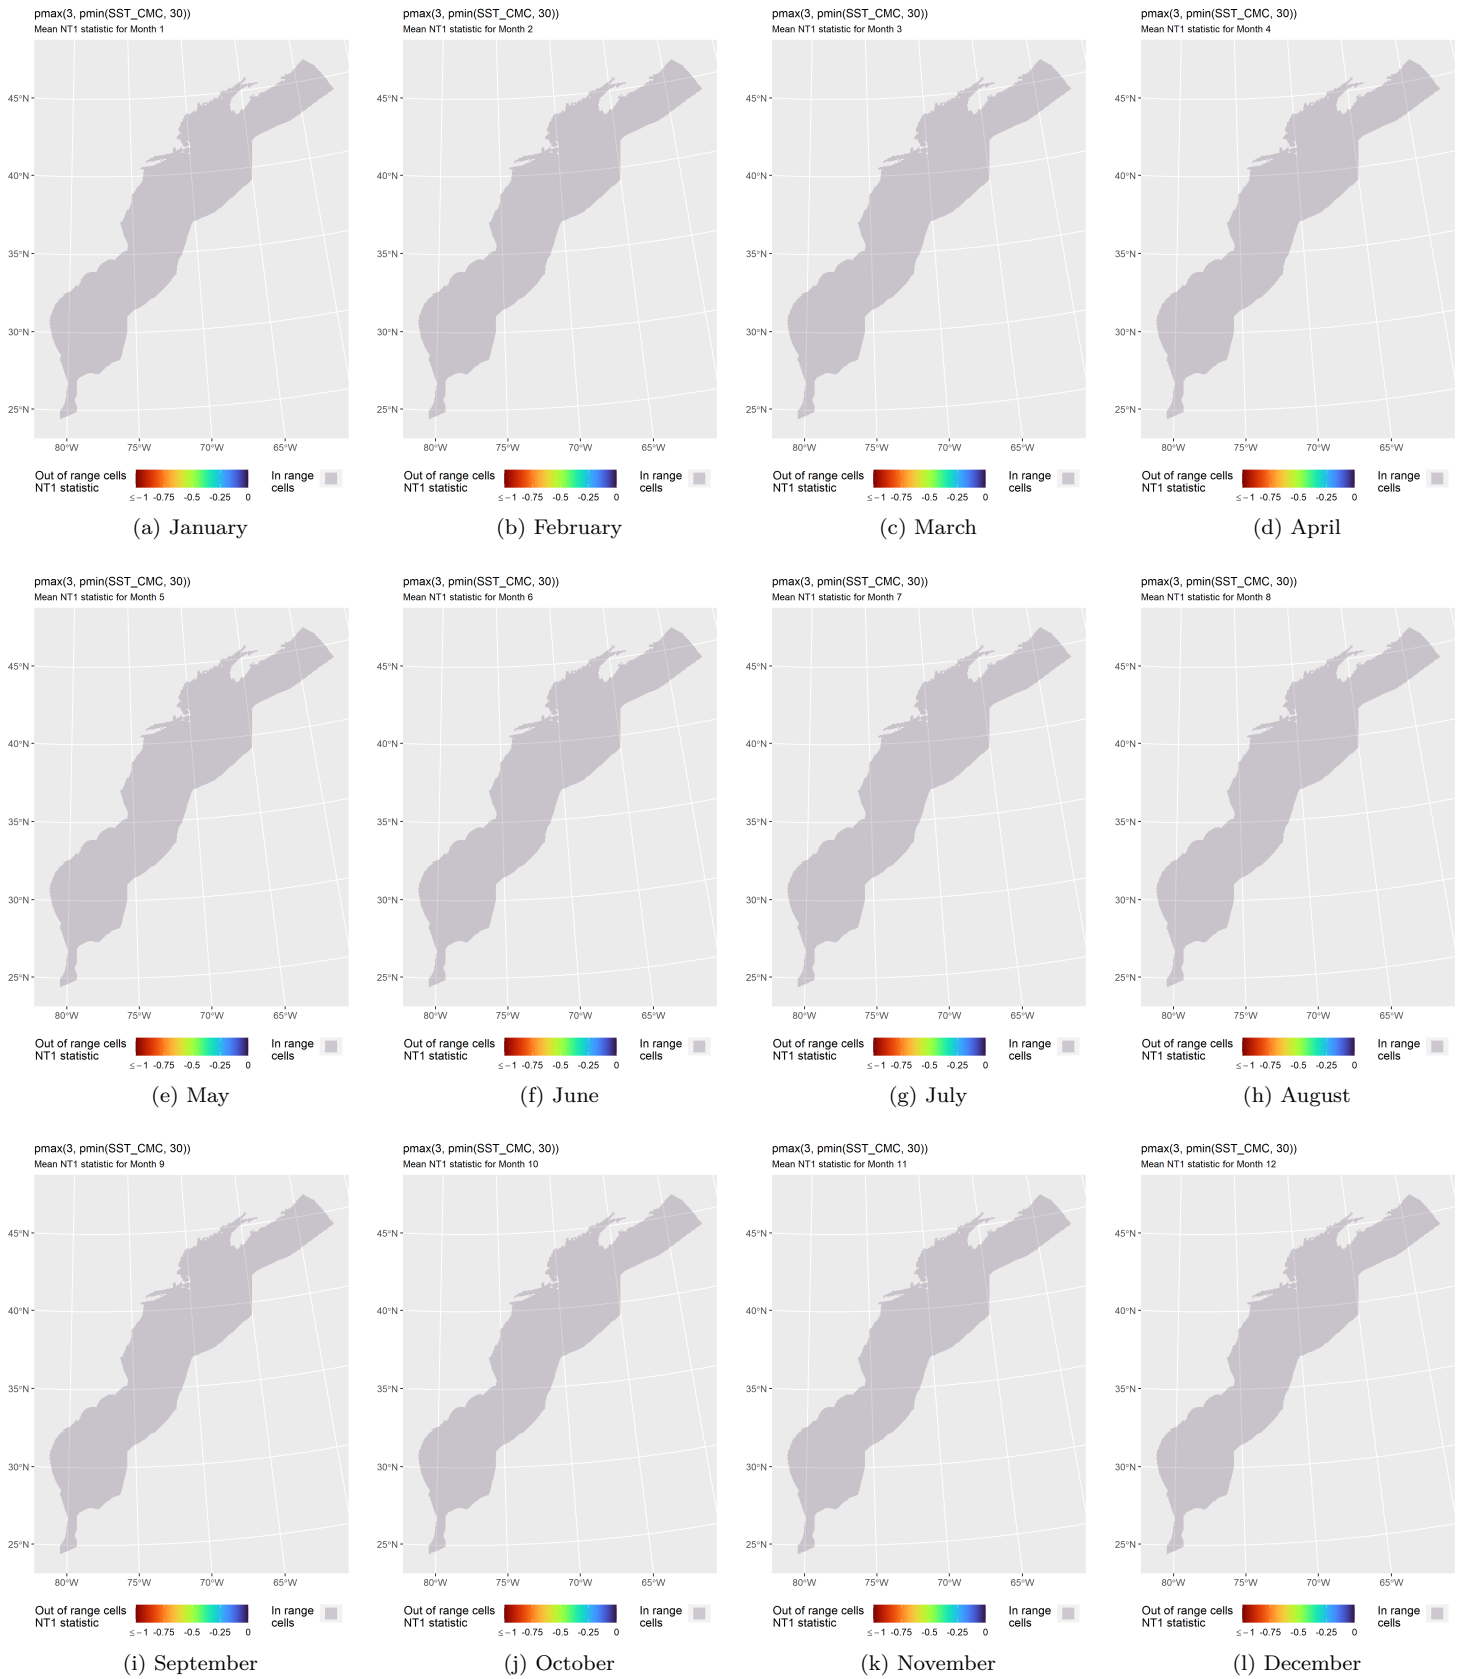 pmax(3, pmin(SST_CMC, 30))
Mean NT1 statistic for Month 1
45°N
40°N
35°N
30°N
25°N
80°W 75°W 70°W 65°W
Out of range cells
NT1 statistic
≤−1 -0.75 -0.5 -0.25 0
In range
cells
(a) January
pmax(3, pmin(SST_CMC, 30))
Mean NT1 statistic for Month 2
45°N
40°N
35°N
30°N
25°N
80°W 75°W 70°W 65°W
Out of range cells
NT1 statistic
≤−1 -0.75 -0.5 -0.25 0
In range
cells
(b) February
pmax(3, pmin(SST_CMC, 30))
Mean NT1 statistic for Month 3
45°N
40°N
35°N
30°N
25°N
80°W 75°W 70°W 65°W
Out of range cells
NT1 statistic
≤−1 -0.75 -0.5 -0.25 0
In range
cells
(c) March
pmax(3, pmin(SST_CMC, 30))
Mean NT1 statistic for Month 4
45°N
40°N
35°N
30°N
25°N
80°W 75°W 70°W 65°W
Out of range cells
NT1 statistic
≤−1 -0.75 -0.5 -0.25 0
In range
cells
(d) April
pmax(3, pmin(SST_CMC, 30))
Mean NT1 statistic for Month 5
45°N
40°N
35°N
30°N
25°N
80°W 75°W 70°W 65°W
Out of range cells
NT1 statistic
≤−1 -0.75 -0.5 -0.25 0
In range
cells
(e) May
pmax(3, pmin(SST_CMC, 30))
Mean NT1 statistic for Month 6
45°N
40°N
35°N
30°N
25°N
80°W 75°W 70°W 65°W
Out of range cells
NT1 statistic
≤−1 -0.75 -0.5 -0.25 0
In range
cells
(f) June
pmax(3, pmin(SST_CMC, 30))
Mean NT1 statistic for Month 7
45°N
40°N
35°N
30°N
25°N
80°W 75°W 70°W 65°W
Out of range cells
NT1 statistic
≤−1 -0.75 -0.5 -0.25 0
In range
cells
(g) July
pmax(3, pmin(SST_CMC, 30))
Mean NT1 statistic for Month 8
45°N
40°N
35°N
30°N
25°N
80°W 75°W 70°W 65°W
Out of range cells
NT1 statistic
≤−1 -0.75 -0.5 -0.25 0
In range
cells
(h) August
pmax(3, pmin(SST_CMC, 30))
Mean NT1 statistic for Month 9
45°N
40°N
35°N
30°N
25°N
80°W 75°W 70°W 65°W
Out of range cells
NT1 statistic
≤−1 -0.75 -0.5 -0.25 0
In range
cells
(i) September
pmax(3, pmin(SST_CMC, 30))
Mean NT1 statistic for Month 10
45°N
40°N
35°N
30°N
25°N
80°W 75°W 70°W 65°W
Out of range cells
NT1 statistic
≤−1 -0.75 -0.5 -0.25 0
In range
cells
(j) October
pmax(3, pmin(SST_CMC, 30))
Mean NT1 statistic for Month 11
45°N
40°N
35°N
30°N
25°N
80°W 75°W 70°W 65°W
Out of range cells
NT1 statistic
≤−1 -0.75 -0.5 -0.25 0
In range
cells
(k) November
pmax(3, pmin(SST_CMC, 30))
Mean NT1 statistic for Month 12
45°N
40°N
35°N
30°N
25°N
80°W 75°W 70°W 65°W
Out of range cells
NT1 statistic
≤−1 -0.75 -0.5 -0.25 0
In range
cells
(l) December